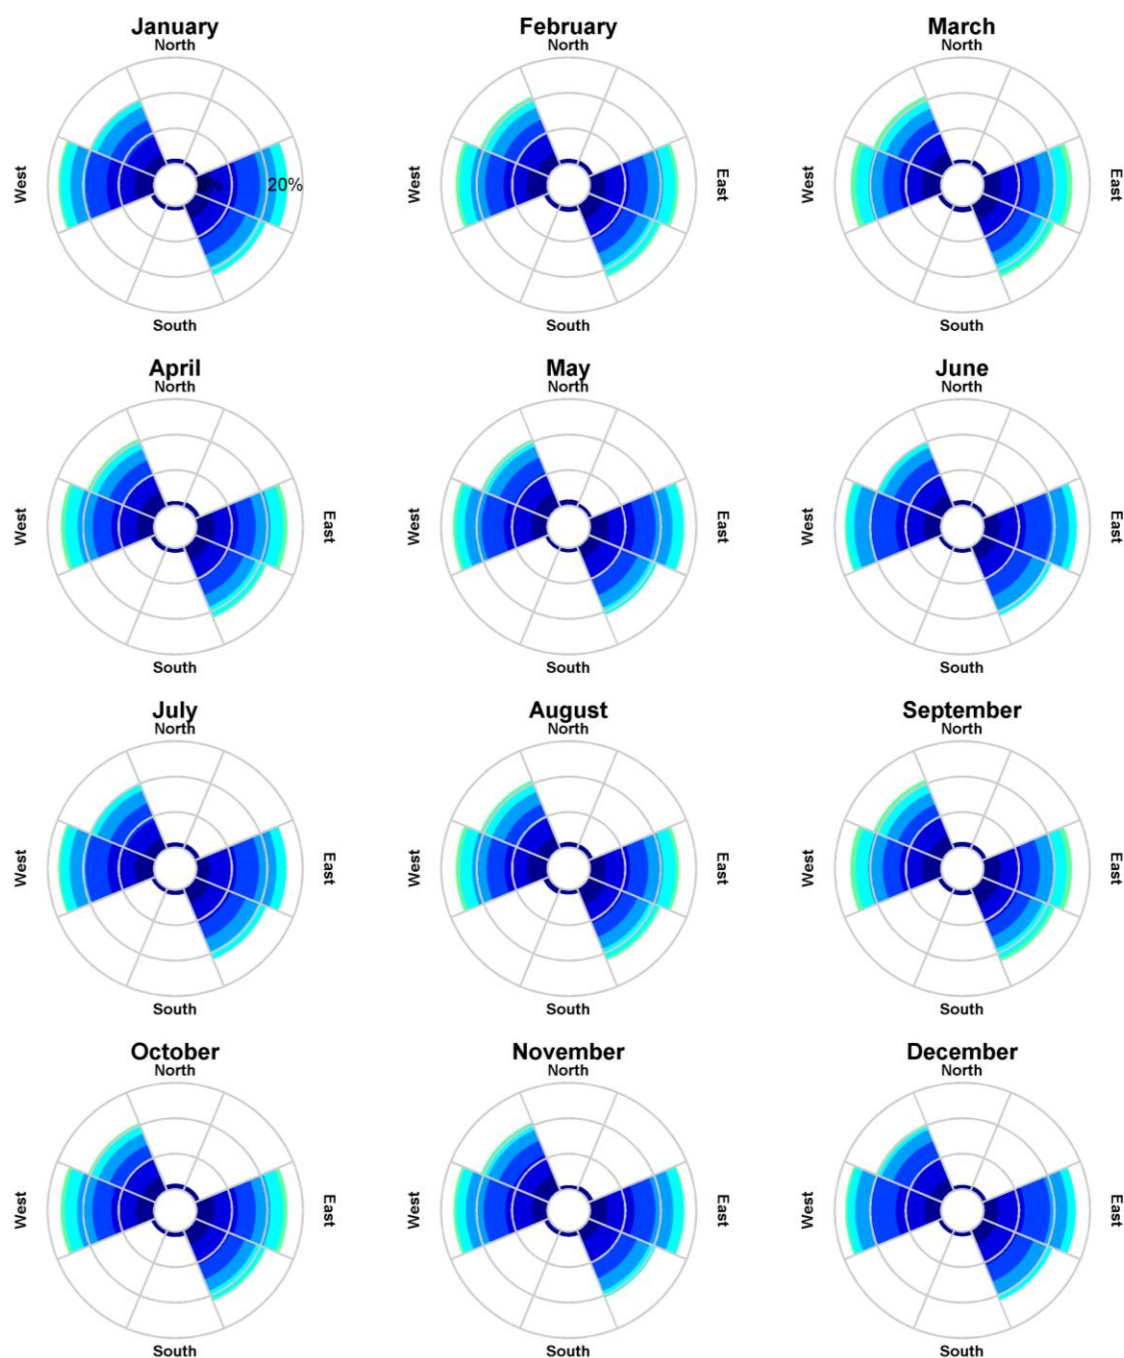 January February March
North North North
West 0% 20% West East West East
South South South
April May June
North North North
West East West East West East
South South South
July August September
North North North
West East West East West East
South South South
October November December
North North North
West East West East West East
South South South